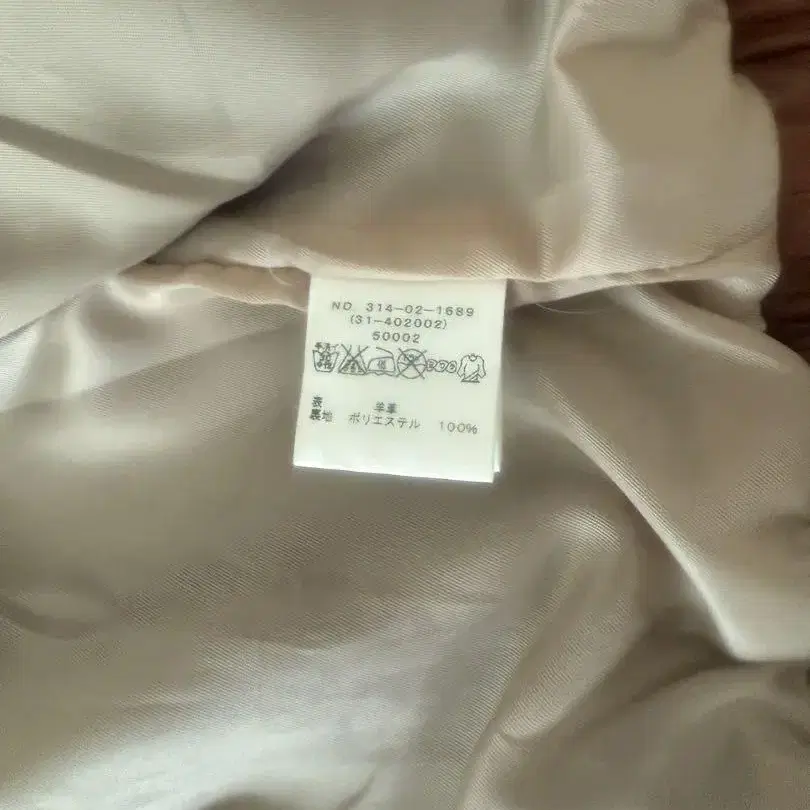 NO 314-02-1689
(31-402002)
50002
表 羊革
裏地 ポリエステル 100%